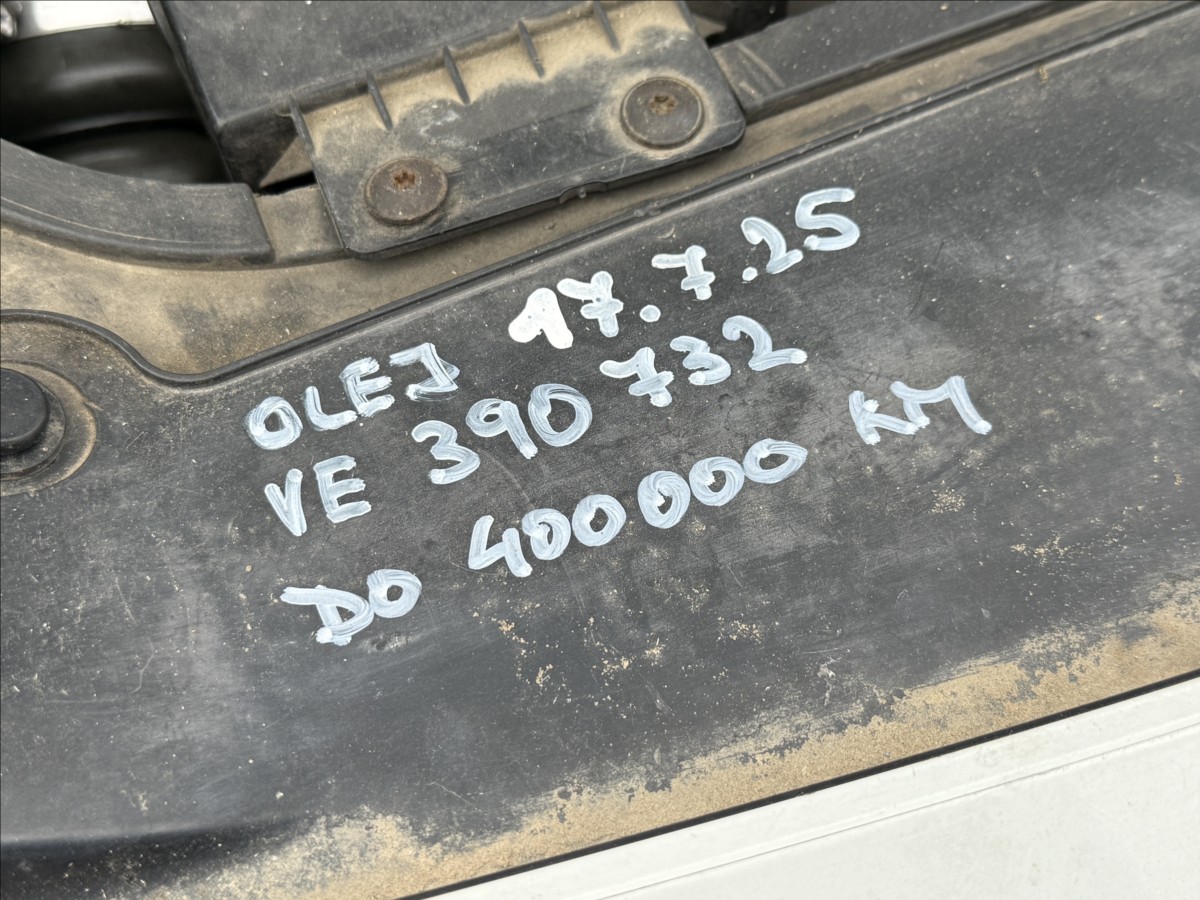 OLEJ 17.7.25
VE 390 732
DO 400000 KM